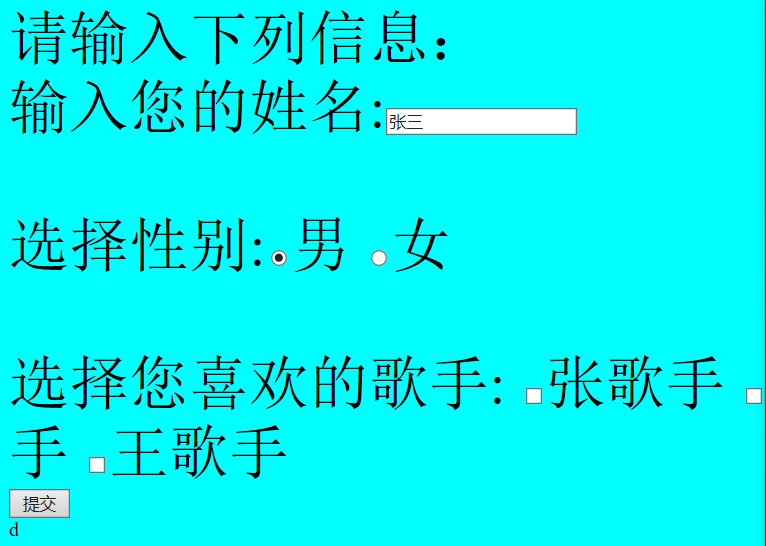 请输入下列信息：
输入您的姓名:张三
选择性别:男 女
选择您喜欢的歌手: 张歌手
手 王歌手
提交
d